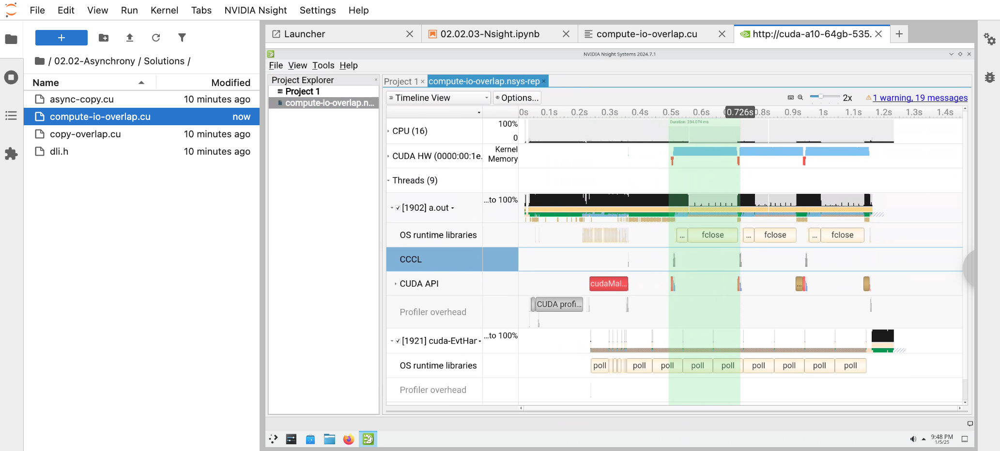 File Edit View Run Kernel Tabs NVIDIA Nsight Settings Help
+
/ 02.02-Asynchrony / Solutions /
Name Modified
async-copy.cu 10 minutes ago
compute-io-overlap.cu now
copy-overlap.cu 10 minutes ago
dli.h 10 minutes ago
Launcher
02.02.03-Nsight.ipynb
compute-io-overlap.cu
http://cuda-a10-64gb-535.
NVIDIA Nsight Systems 2024.7.1
File View Tools Help
Project Explorer
Project 1
compute-io-overlap.n...
Project 1 × compute-io-overlap.nsys-rep ×
Timeline View Options... 2x 1 warning, 19 messages
0s 0.1s 0.2s 0.3s 0.4s 0.5s 0.6s 0.726s 0.8s 0.9s 1s 1.1s 1.2s 1.3s 1.4s
Duration: 234.074 ms
CPU (16) 100%
0
CUDA HW (0000:00:1e. Kernel
Memory
Threads (9)
[1902] a.out ...to 100%
OS runtime libraries ... fclose ... fclose ... fclose
CCCL
CUDA API cudaMal... ...
Profiler overhead CUDA profi...
[1921] cuda-EvtHar ...to 100%
OS runtime libraries poll poll poll poll poll poll poll poll poll
Profiler overhead
9:48 PM
1/5/25